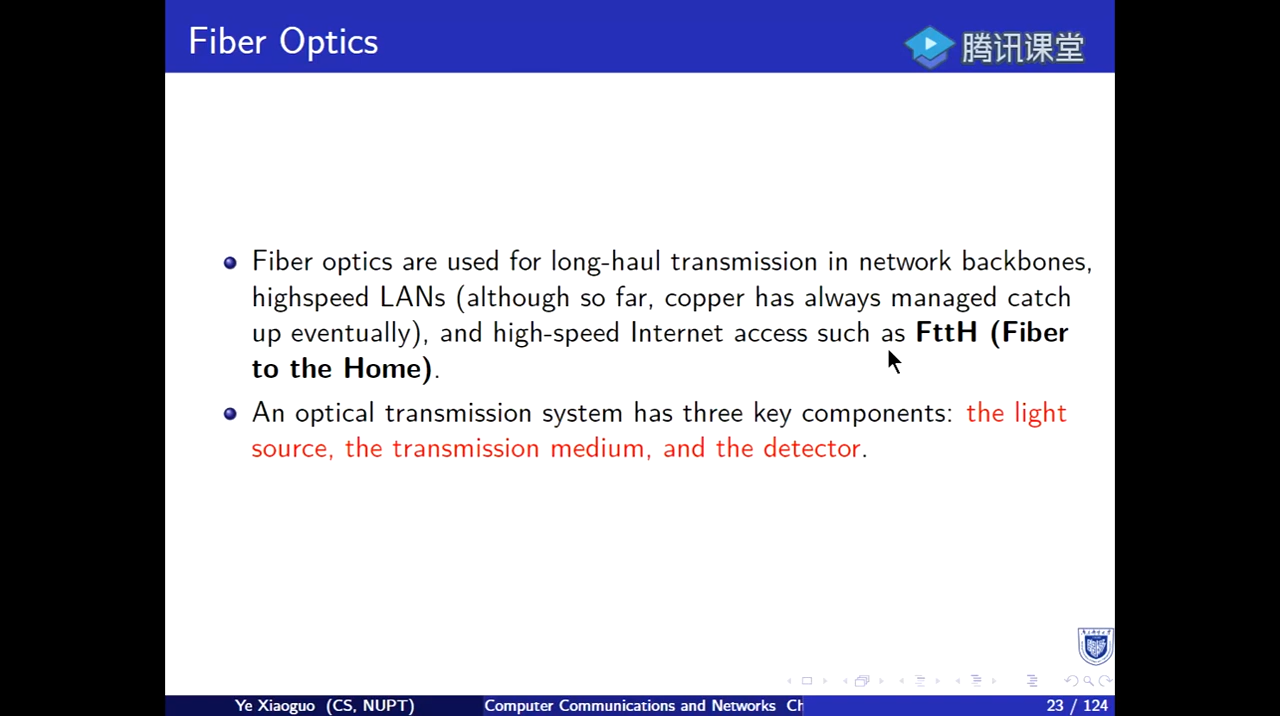 Fiber Optics
腾讯课堂
Fiber optics are used for long-haul transmission in network backbones,
highspeed LANs (although so far, copper has always managed catch
up eventually), and high-speed Internet access such as FttH (Fiber
to the Home).
An optical transmission system has three key components: the light
source, the transmission medium, and the detector.
Ye Xiaoguo (CS, NUPT)
Computer Communications and Networks Ch
23 / 124